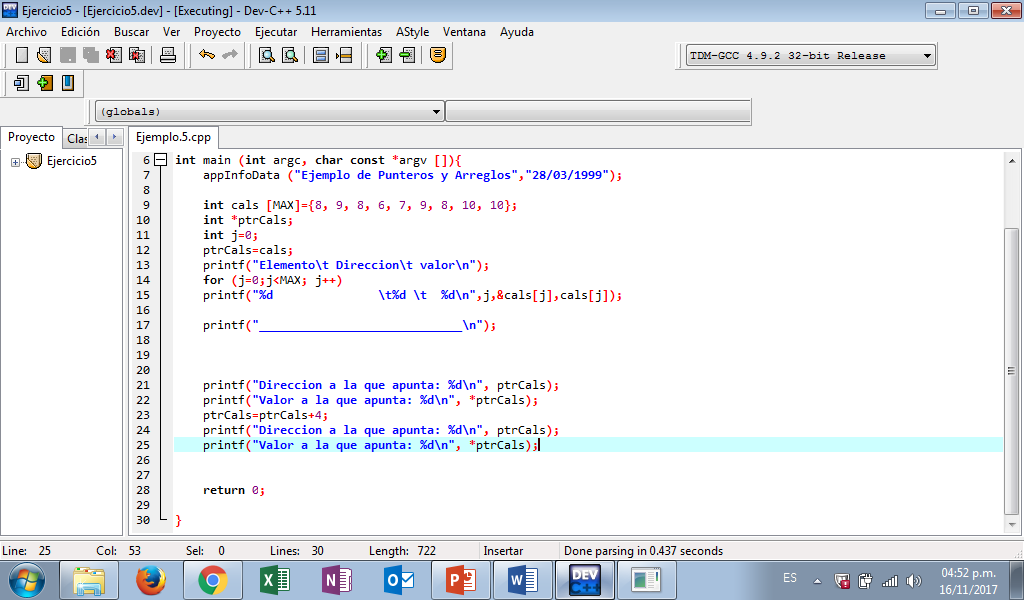 Ejercicio5 - [Ejercicio5.dev] - [Executing] - Dev-C++ 5.11
Archivo Edición Buscar Ver Proyecto Ejecutar Herramientas AStyle Ventana Ayuda
TDM-GCC 4.9.2 32-bit Release
(globals)
Proyecto Clas Ejemplo.5.cpp
Ejercicio5
6 int main (int argc, char const *argv []){
7 appInfoData ("Ejemplo de Punteros y Arreglos","28/03/1999");
8
9 int cals [MAX]={8, 9, 8, 6, 7, 9, 8, 10, 10};
10 int *ptrCals;
11 int j=0;
12 ptrCals=cals;
13 printf("Elemento\t Direccion\t valor\n");
14 for (j=0;j<MAX; j++)
15 printf("%d               \t%d \t  %d\n",j,&cals[j],cals[j]);
16
17 printf("_____________________________\n");
18
19
20
21 printf("Direccion a la que apunta: %d\n", ptrCals);
22 printf("Valor a la que apunta: %d\n", *ptrCals);
23 ptrCals=ptrCals+4;
24 printf("Direccion a la que apunta: %d\n", ptrCals);
25 printf("Valor a la que apunta: %d\n", *ptrCals);
26
27
28 return 0;
29
30 }
Line: 25 Col: 53 Sel: 0 Lines: 30 Length: 722 Insertar Done parsing in 0.437 seconds
ES
04:52 p.m.
16/11/2017